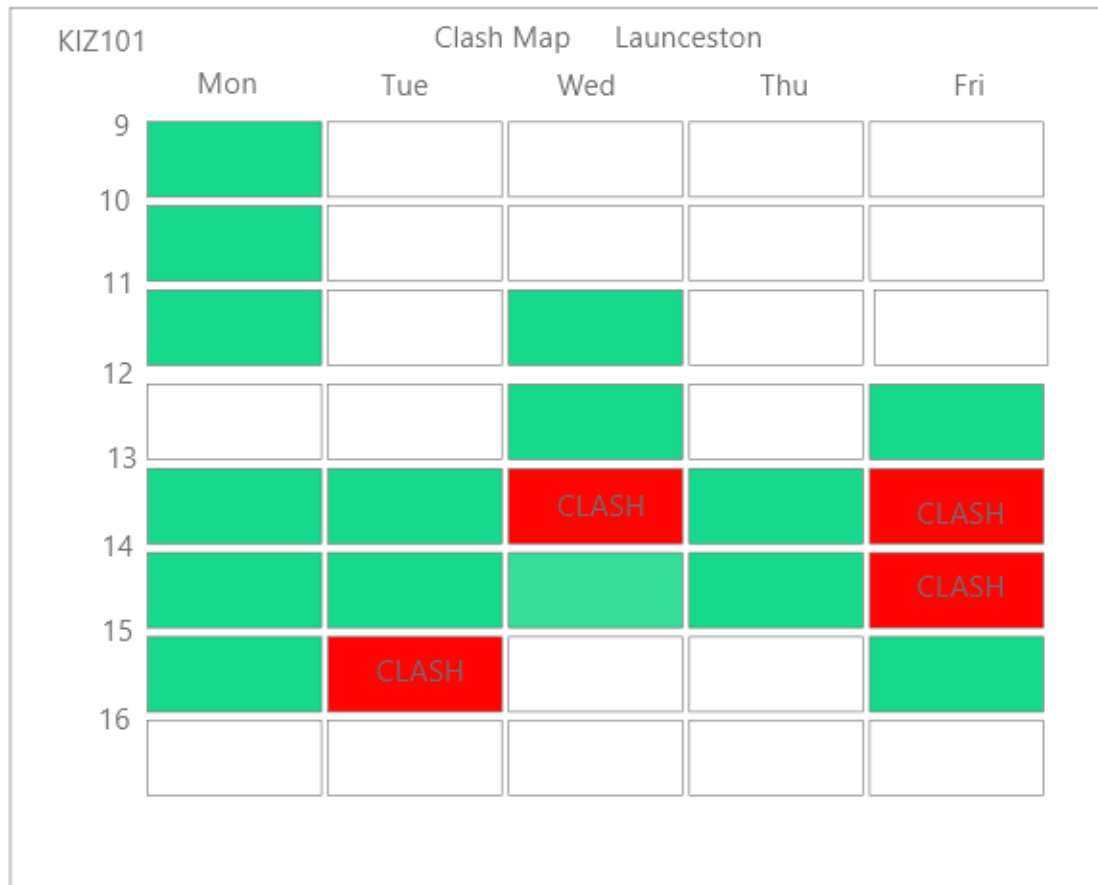 KIZ101 Clash Map Launceston
Mon Tue Wed Thu Fri
9
10
11
12
13
CLASH CLASH
14
CLASH
15
CLASH
16